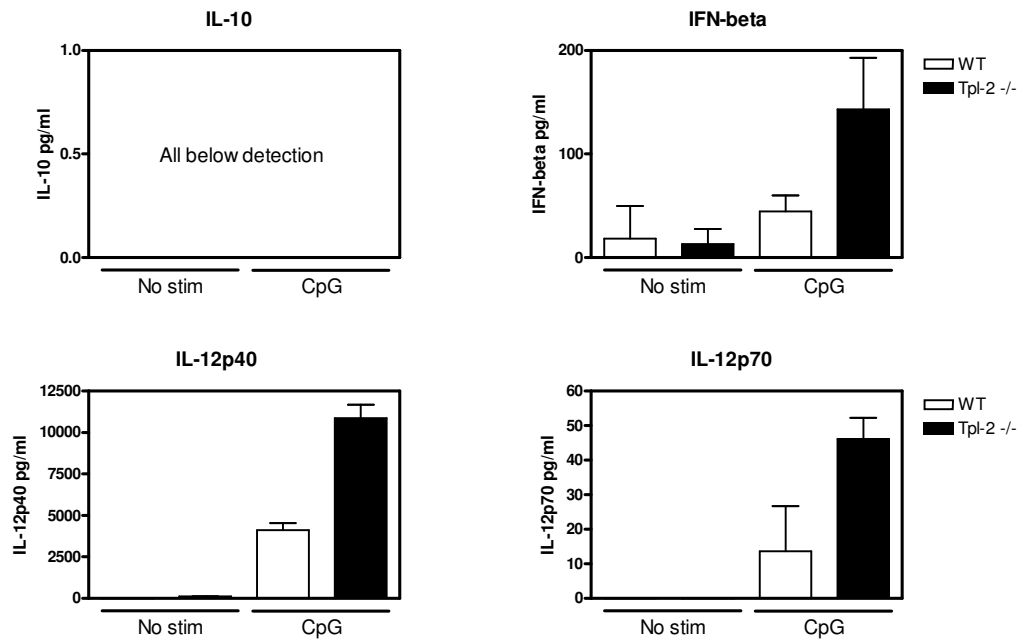 IL-10
IL-10 pg/ml
1.0
0.5
0.0
All below detection
No stim CpG
IFN-beta
IFN-beta pg/ml
200
100
0
No stim CpG
WT
Tpl-2 -/-
IL-12p40
IL-12p40 pg/ml
12500
10000
7500
5000
2500
0
No stim CpG
IL-12p70
IL-12p70 pg/ml
60
50
40
30
20
10
0
No stim CpG
WT
Tpl-2 -/-